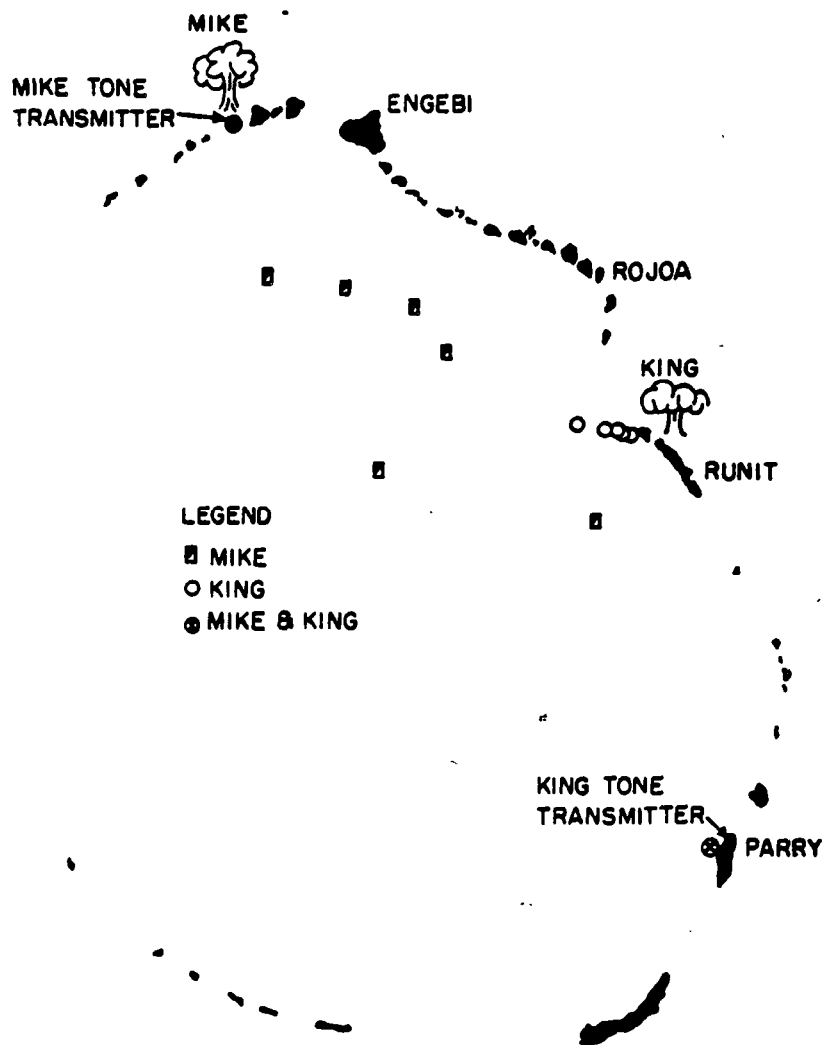 MIKE
MIKE TONE
TRANSMITTER
ENGEBI
ROJOA
KING
RUNIT
LEGEND
MIKE
KING
MIKE & KING
KING TONE
TRANSMITTER
PARRY